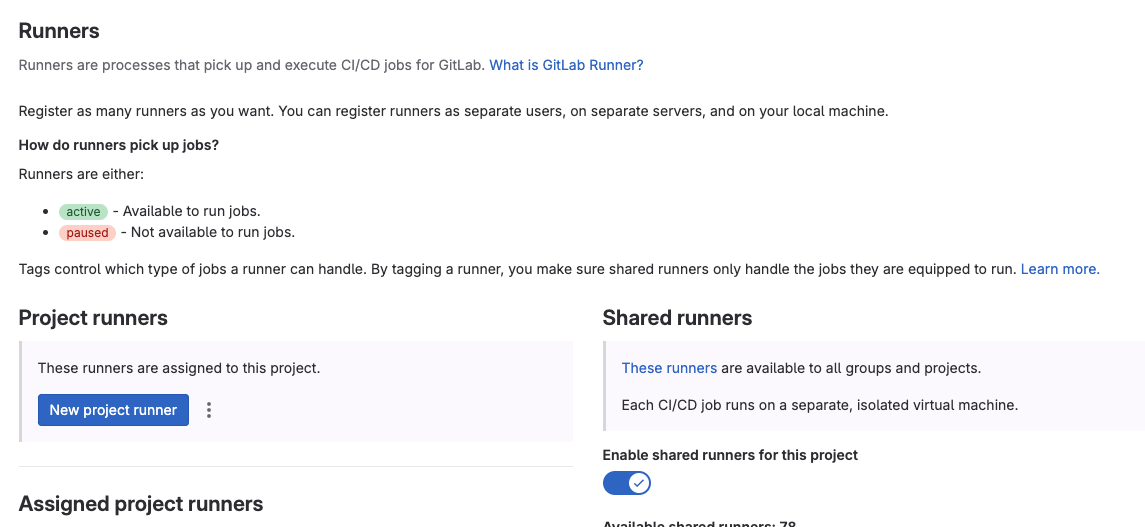 Runners
Runners are processes that pick up and execute CI/CD jobs for GitLab. What is GitLab Runner?
Register as many runners as you want. You can register runners as separate users, on separate servers, and on your local machine.
How do runners pick up jobs?
Runners are either:
active - Available to run jobs.
paused - Not available to run jobs.
Tags control which type of jobs a runner can handle. By tagging a runner, you make sure shared runners only handle the jobs they are equipped to run. Learn more.
Project runners
These runners are assigned to this project.
New project runner
Assigned project runners
Shared runners
These runners are available to all groups and projects.
Each CI/CD job runs on a separate, isolated virtual machine.
Enable shared runners for this project
Available shared runners: 78